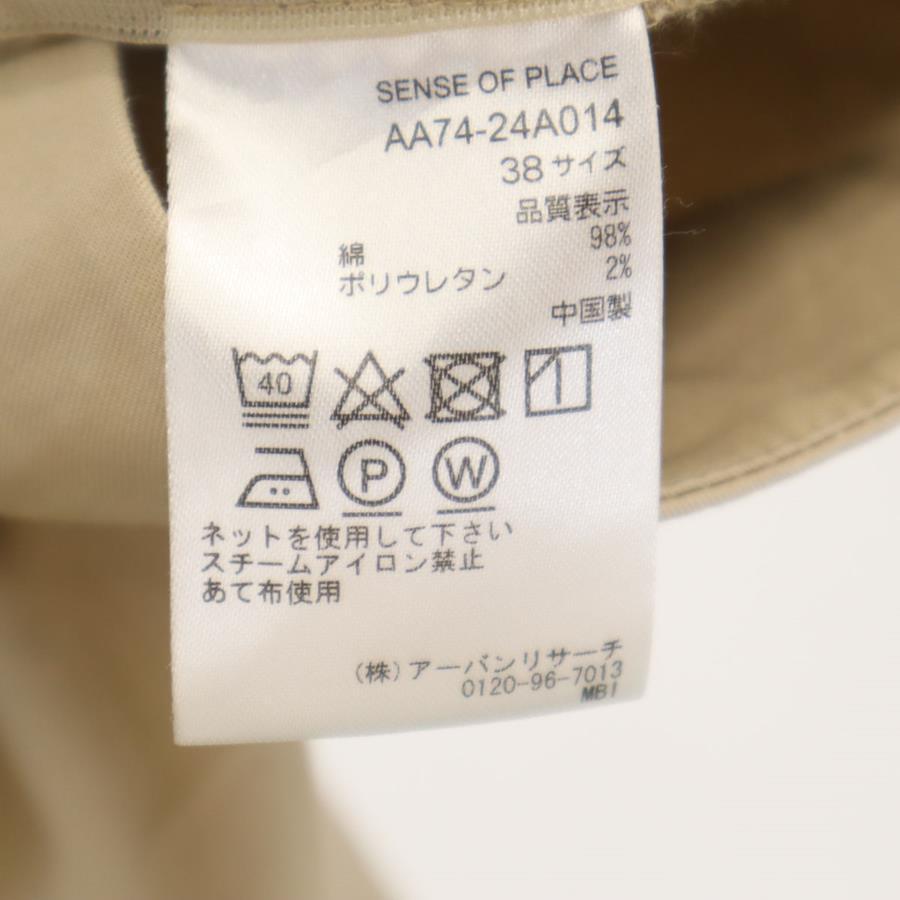 SENSE OF PLACE
AA74-24A014
38サイズ
品質表示
綿 98%
ポリウレタン 2%
中国製
40
P W
ネットを使用して下さい
スチームアイロン禁止
あて布使用
(株)アーバンリサーチ
0120-96-7013
MBI